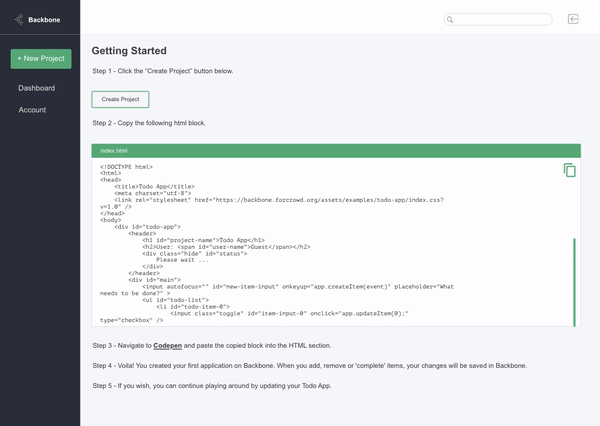 Backbone
+ New Project
Dashboard
Account
Getting Started
Step 1 - Click the “Create Project” button below.
Create Project
Step 2 - Copy the following html block.
index.html
<!DOCTYPE html>
<html>
<head>
    <title>Todo App</title>
    <meta charset="utf-8">
    <link rel="stylesheet" href="https://backbone.forcrowd.org/assets/examples/todo-app/index.css?
v=1.0" />
</head>
<body>
    <div id="todo-app">
        <header>
            <h1 id="project-name">Todo App</h1>
            <h2>User: <span id="user-name">Guest</span></h2>
            <div class="hide" id="status">
                Please wait ...
            </div>
        </header>
        <div id="main">
            <input autofocus="" id="new-item-input" onkeyup="app.createItem(event)" placeholder="What
needs to be done?" >
            <ul id="todo-list">
                <li id="todo-item-0">
                    <input class="toggle" id="item-input-0" onclick="app.updateItem(0);"
type="checkbox" />
Step 3 - Navigate to Codepen and paste the copied block into the HTML section.
Step 4 - Voila! You created your first application on Backbone. When you add, remove or 'complete' items, your changes will be saved in Backbone.
Step 5 - If you wish, you can continue playing around by updating your Todo App.